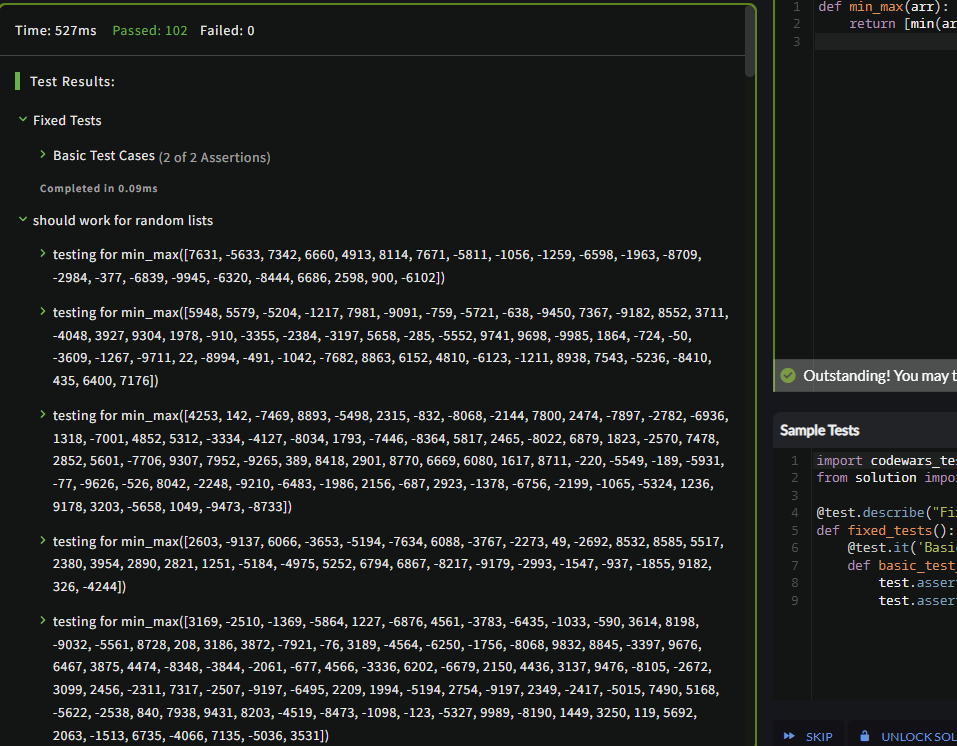 Time: 527ms Passed: 102 Failed: 0
Test Results:
Fixed Tests
Basic Test Cases (2 of 2 Assertions)
Completed in 0.09ms
should work for random lists
testing for min_max([7631, -5633, 7342, 6660, 4913, 8114, 7671, -5811, -1056, -1259, -6598, -1963, -8709,
-2984, -377, -6839, -9945, -6320, -8444, 6686, 2598, 900, -6102])
testing for min_max([5948, 5579, -5204, -1217, 7981, -9091, -759, -5721, -638, -9450, 7367, -9182, 8552, 3711,
-4048, 3927, 9304, 1978, -910, -3355, -2384, -3197, 5658, -285, -5552, 9741, 9698, -9985, 1864, -724, -50,
-3609, -1267, -9711, 22, -8994, -491, -1042, -7682, 8863, 6152, 4810, -6123, -1211, 8938, 7543, -5236, -8410,
435, 6400, 7176])
testing for min_max([4253, 142, -7469, 8893, -5498, 2315, -832, -8068, -2144, 7800, 2474, -7897, -2782, -6936,
1318, -7001, 4852, 5312, -3334, -4127, -8034, 1793, -7446, -8364, 5817, 2465, -8022, 6879, 1823, -2570, 7478,
2852, 5601, -7706, 9307, 7952, -9265, 389, 8418, 2901, 8770, 6669, 6080, 1617, 8711, -220, -5549, -189, -5931,
-77, -9626, -526, 8042, -2248, -9210, -6483, -1986, 2156, -687, 2923, -1378, -6756, -2199, -1065, -5324, 1236,
9178, 3203, -5658, 1049, -9473, -8733])
testing for min_max([2603, -9137, 6066, -3653, -5194, -7634, 6088, -3767, -2273, 49, -2692, 8532, 8585, 5517,
2380, 3954, 2890, 2821, 1251, -5184, -4975, 5252, 6794, 6867, -8217, -9179, -2993, -1547, -937, -1855, 9182,
326, -4244])
testing for min_max([3169, -2510, -1369, -5864, 1227, -6876, 4561, -3783, -6435, -1033, -590, 3614, 8198,
-9032, -5561, 8728, 208, 3186, 3872, -7921, -76, 3189, -4564, -6250, -1756, -8068, 9832, 8845, -3397, 9676,
6467, 3875, 4474, -8348, -3844, -2061, -677, 4566, -3336, 6202, -6679, 2150, 4436, 3137, 9476, -8105, -2672,
3099, 2456, -2311, 7317, -2507, -9197, -6495, 2209, 1994, -5194, 2754, -9197, 2349, -2417, -5015, 7490, 5168,
-5622, -2538, 840, 7938, 9431, 8203, -4519, -8473, -1098, -123, -5327, 9989, -8190, 1449, 3250, 119, 5692,
2063, -1513, 6735, -4066, 7135, -5036, 3531])
1 def min_max(arr):
2 return [min(ar
3
Outstanding! You may t
Sample Tests
1 import codewars_te
2 from solution impo
3
4 @test.describe("Fi
5 def fixed_tests():
6 @test.it('Basi
7 def basic_test_
8 test.asser
9 test.asser
SKIP UNLOCK SOL